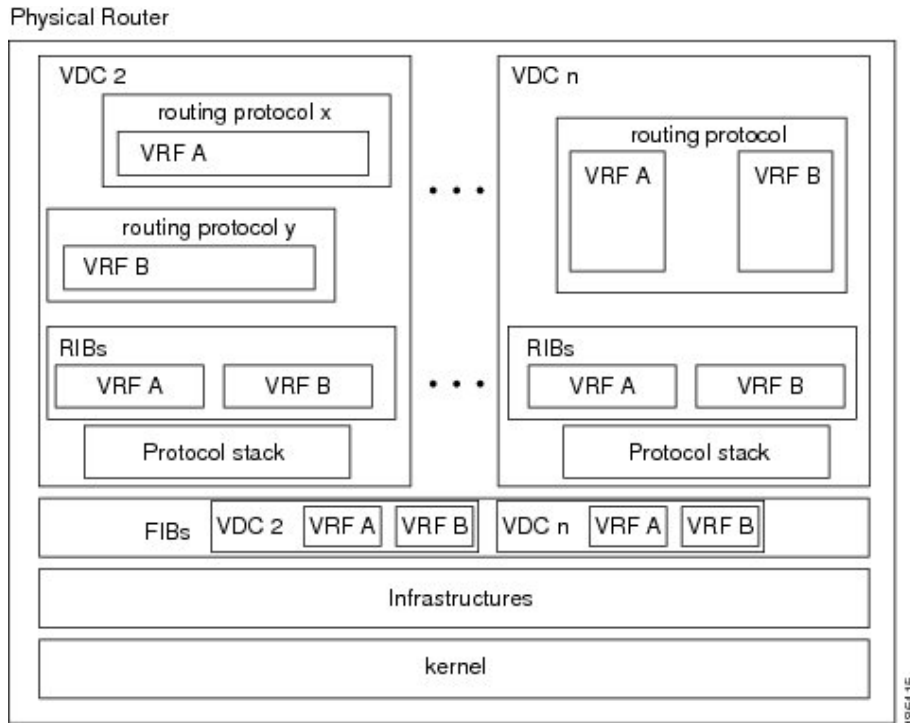 Physical Router
VDC 2
routing protocol x
VRF A
routing protocol y
VRF B
RIBs
VRF A
VRF B
Protocol stack
VDC n
routing protocol
VRF A
VRF B
RIBs
VRF A
VRF B
Protocol stack
FIBs
VDC 2
VRF A
VRF B
VDC n
VRF A
VRF B
Infrastructures
kernel